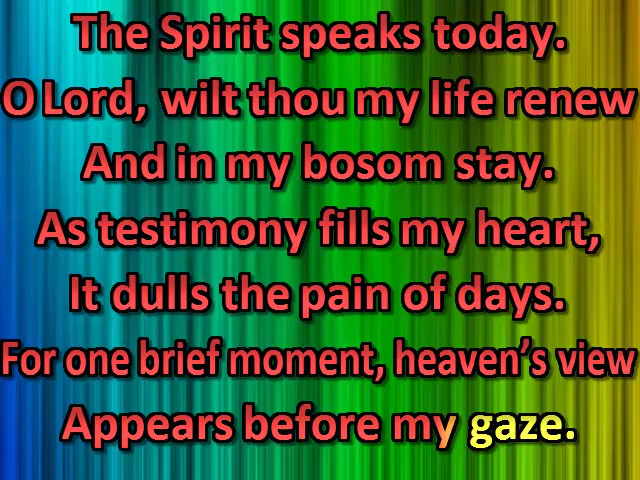 The Spirit speaks today.
O Lord, wilt thou my life renew
And in my bosom stay.
As testimony fills my heart,
It dulls the pain of days.
For one brief moment, heaven’s view
Appears before my gaze.